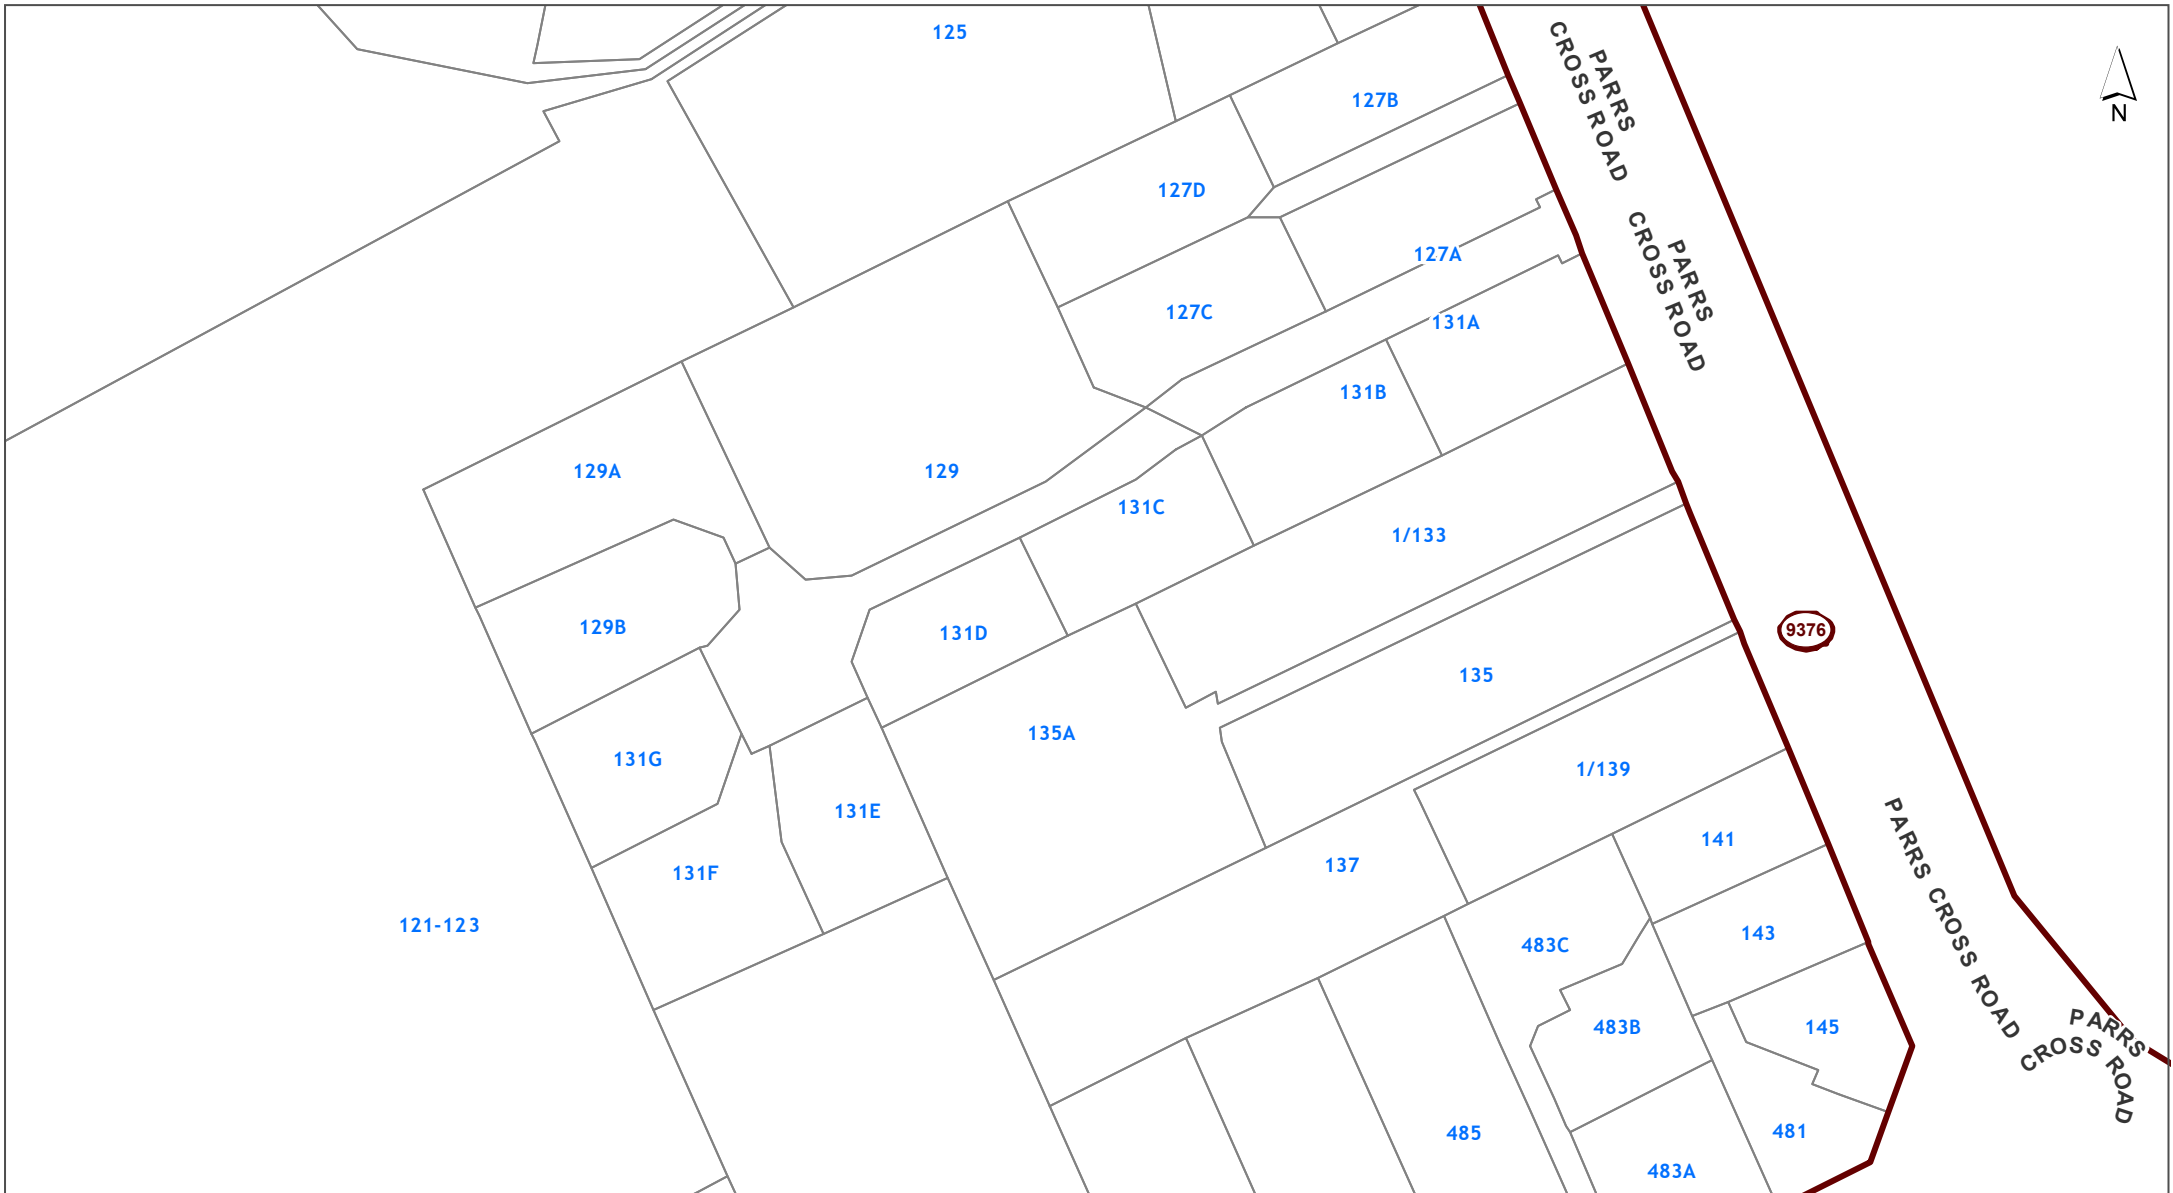 125
PARRS
CROSS ROAD
N
127B
127D
PARRS
CROSS ROAD
127A
127C
131A
131B
129A
129
131C
1/133
129B
131D
9376
135
135A
131G
1/139
131E
141
137
131F
121-123
143
483C
PARRS CROSS ROAD
483B
145
PARRS
CROSS ROAD
485
481
483A